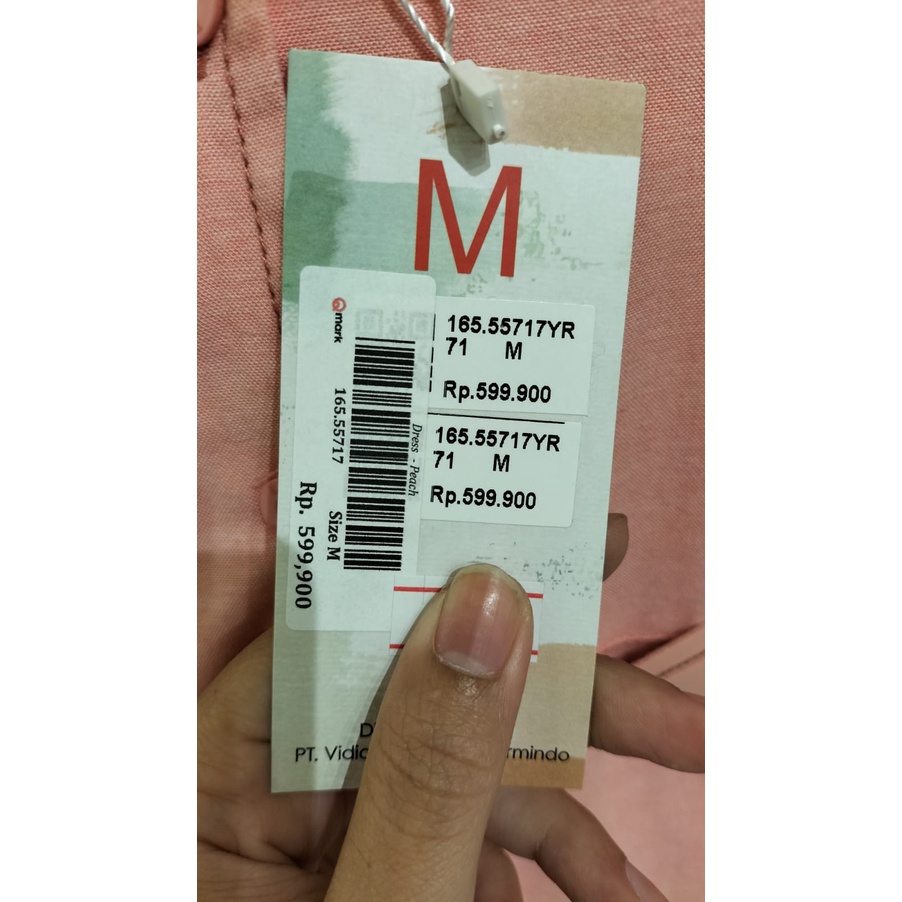 M
mark
165.55717
Size M
Rp. 599,900
Dress - Peach
165.55717YR
71 M
Rp.599.900
165.55717YR
71 M
Rp.599.900
PT.